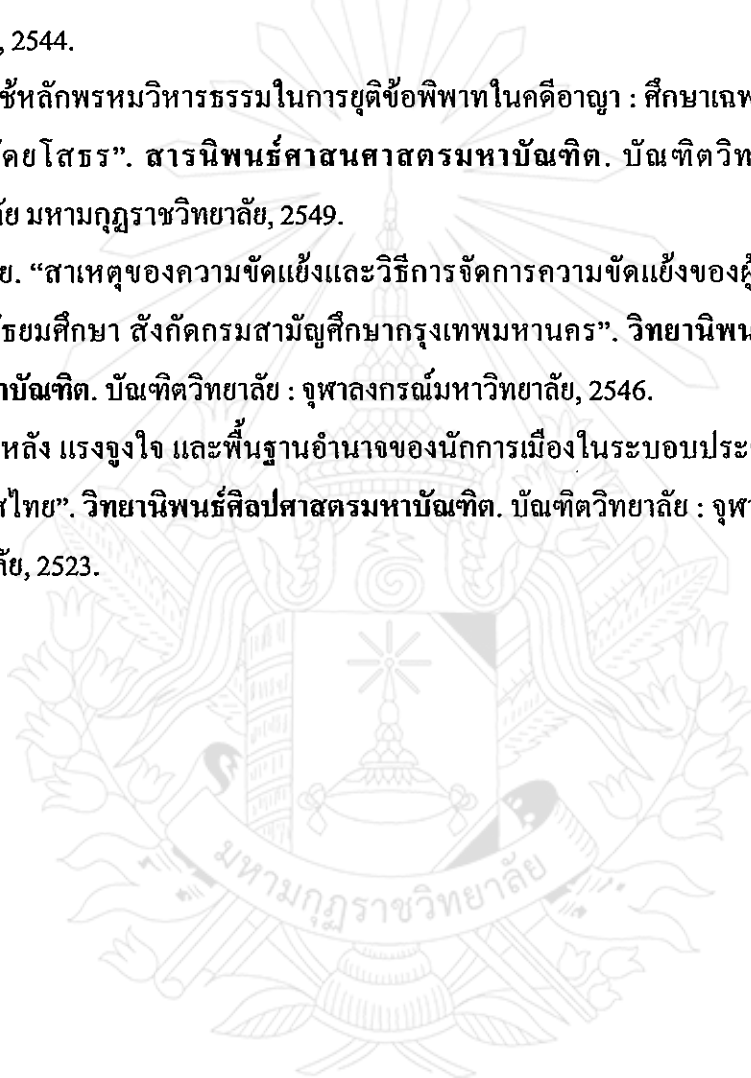 , 2544.
ช้หลักพรหมวิหารธรรมในการยุติข้อพิพาทในคดีอาญา : ศึกษาเฉพ
ัคยโสธร”. สารนิพนธ์ศาสนศาสตรมหาบัณฑิต. บัณฑิตวิท
ลัย มหามกุฏราชวิทยาลัย, 2549.
ย. “สาเหตุของความขัดแย้งและวิธีการจัดการความขัดแย้งของผู้
ัธยมศึกษา สังกัดกรมสามัญศึกษากรุงเทพมหานคร”. วิทยานิพน
าบัณฑิต. บัณฑิตวิทยาลัย : จุฬาลงกรณ์มหาวิทยาลัย, 2546.
หลัง แรงจูงใจ และพื้นฐานอำนาจของนักการเมืองในระบอบประ
ศไทย”. วิทยานิพนธ์ศิลปศาสตรมหาบัณฑิต. บัณฑิตวิทยาลัย : จุฬา
ลัย, 2523.
มหามกุฏราชวิทยาลัย